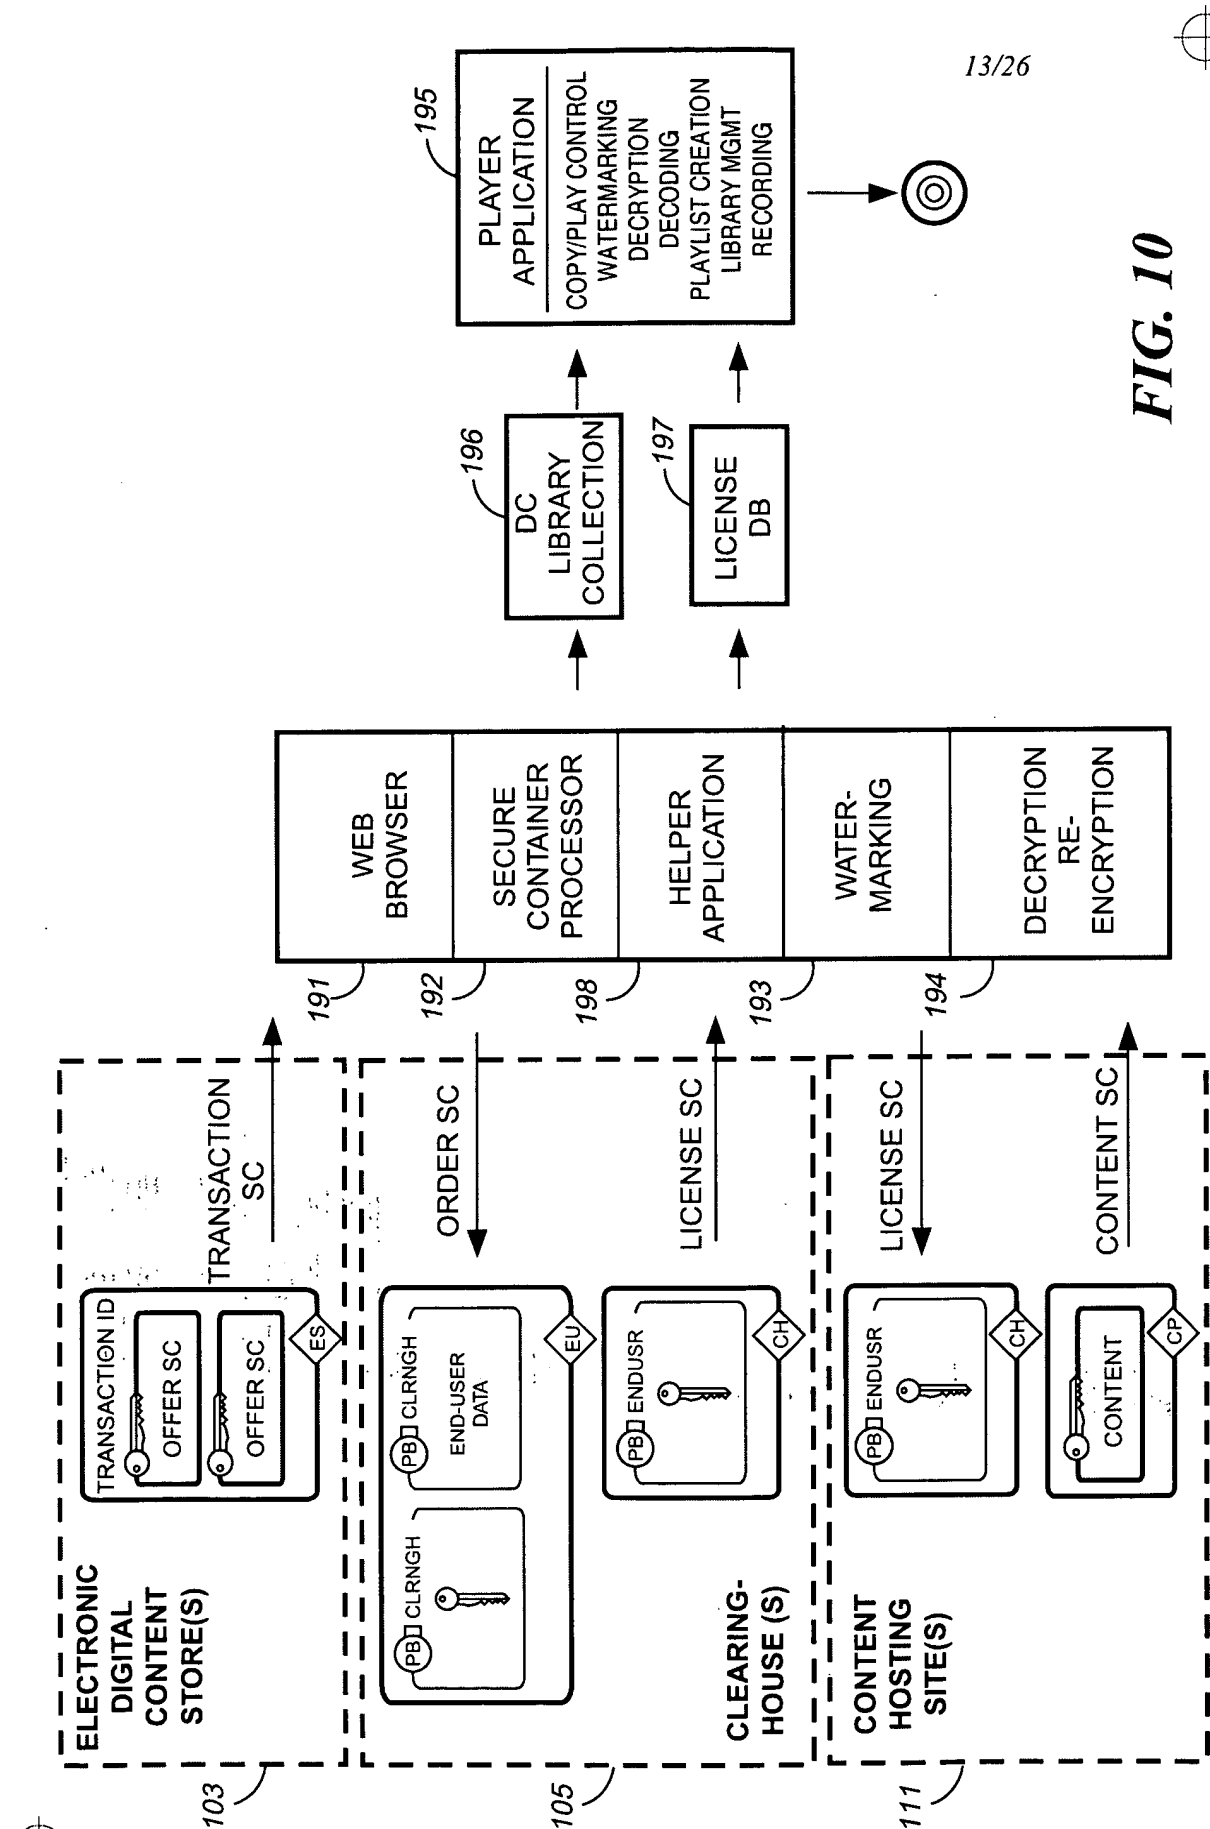 13/26
ELECTRONIC
DIGITAL
CONTENT
STORE(S)
103
TRANSACTION ID
OFFER SC
OFFER SC
ES
TRANSACTION
SC
105
CLEARING-
HOUSE (S)
PB CLRNGH
PB CLRNGH
END-USER
DATA
EU
ORDER SC
PB ENDUSR
CH
LICENSE SC
111
CONTENT
HOSTING
SITE(S)
PB ENDUSR
CH
LICENSE SC
CONTENT
CP
CONTENT SC
191
WEB
BROWSER
192
SECURE
CONTAINER
PROCESSOR
198
HELPER
APPLICATION
193
WATER-
MARKING
194
DECRYPTION
RE-
ENCRYPTION
196
DC
LIBRARY
COLLECTION
197
LICENSE
DB
195
PLAYER
APPLICATION
COPY/PLAY CONTROL
WATERMARKING
DECRYPTION
DECODING
PLAYLIST CREATION
LIBRARY MGMT
RECORDING
FIG. 10